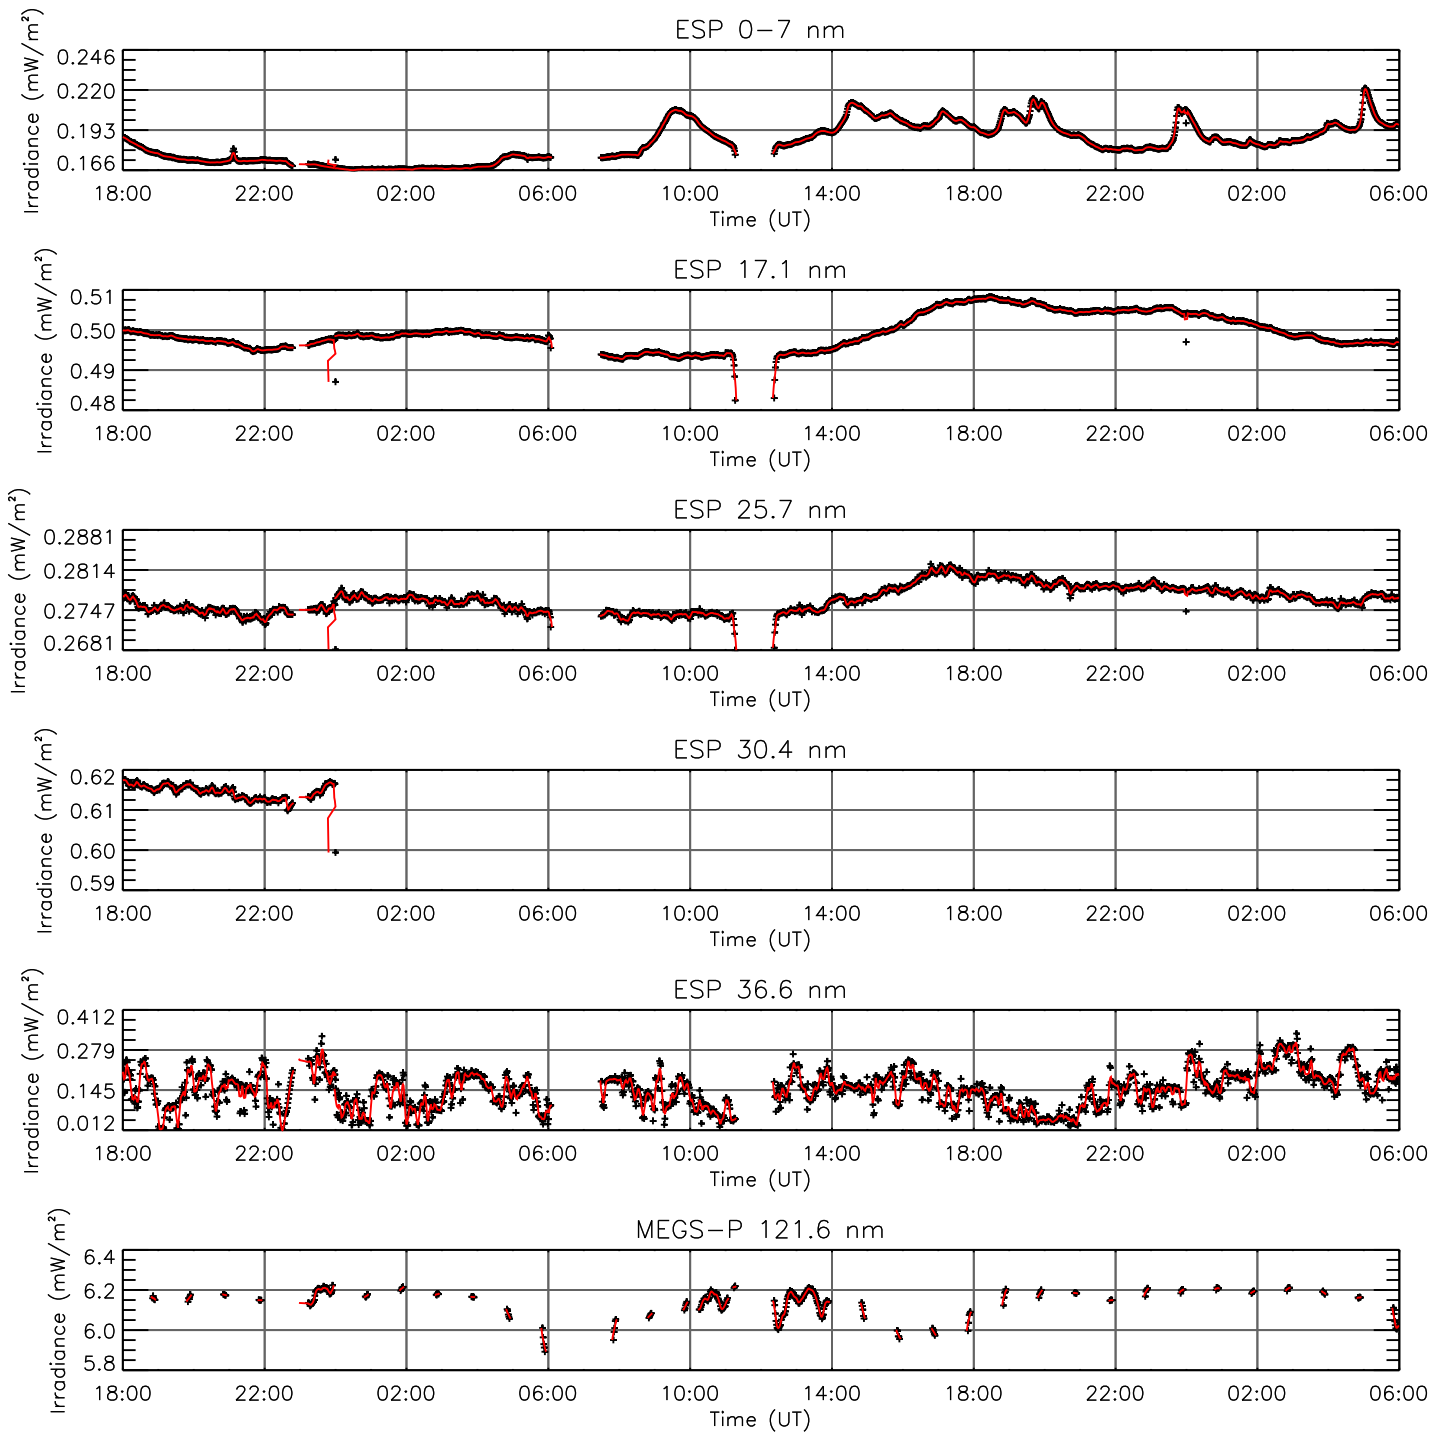 ESP 0−7 nm
Irradiance (mW/m²)
0.246
0.220
0.193
0.166
18:00 22:00 02:00 06:00 10:00 14:00 18:00 22:00 02:00 06:00
Time (UT)
ESP 17.1 nm
Irradiance (mW/m²)
0.51
0.50
0.49
0.48
18:00 22:00 02:00 06:00 10:00 14:00 18:00 22:00 02:00 06:00
Time (UT)
ESP 25.7 nm
Irradiance (mW/m²)
0.2881
0.2814
0.2747
0.2681
18:00 22:00 02:00 06:00 10:00 14:00 18:00 22:00 02:00 06:00
Time (UT)
ESP 30.4 nm
Irradiance (mW/m²)
0.62
0.61
0.60
0.59
18:00 22:00 02:00 06:00 10:00 14:00 18:00 22:00 02:00 06:00
Time (UT)
ESP 36.6 nm
Irradiance (mW/m²)
0.412
0.279
0.145
0.012
18:00 22:00 02:00 06:00 10:00 14:00 18:00 22:00 02:00 06:00
Time (UT)
MEGS−P 121.6 nm
Irradiance (mW/m²)
6.4
6.2
6.0
5.8
18:00 22:00 02:00 06:00 10:00 14:00 18:00 22:00 02:00 06:00
Time (UT)